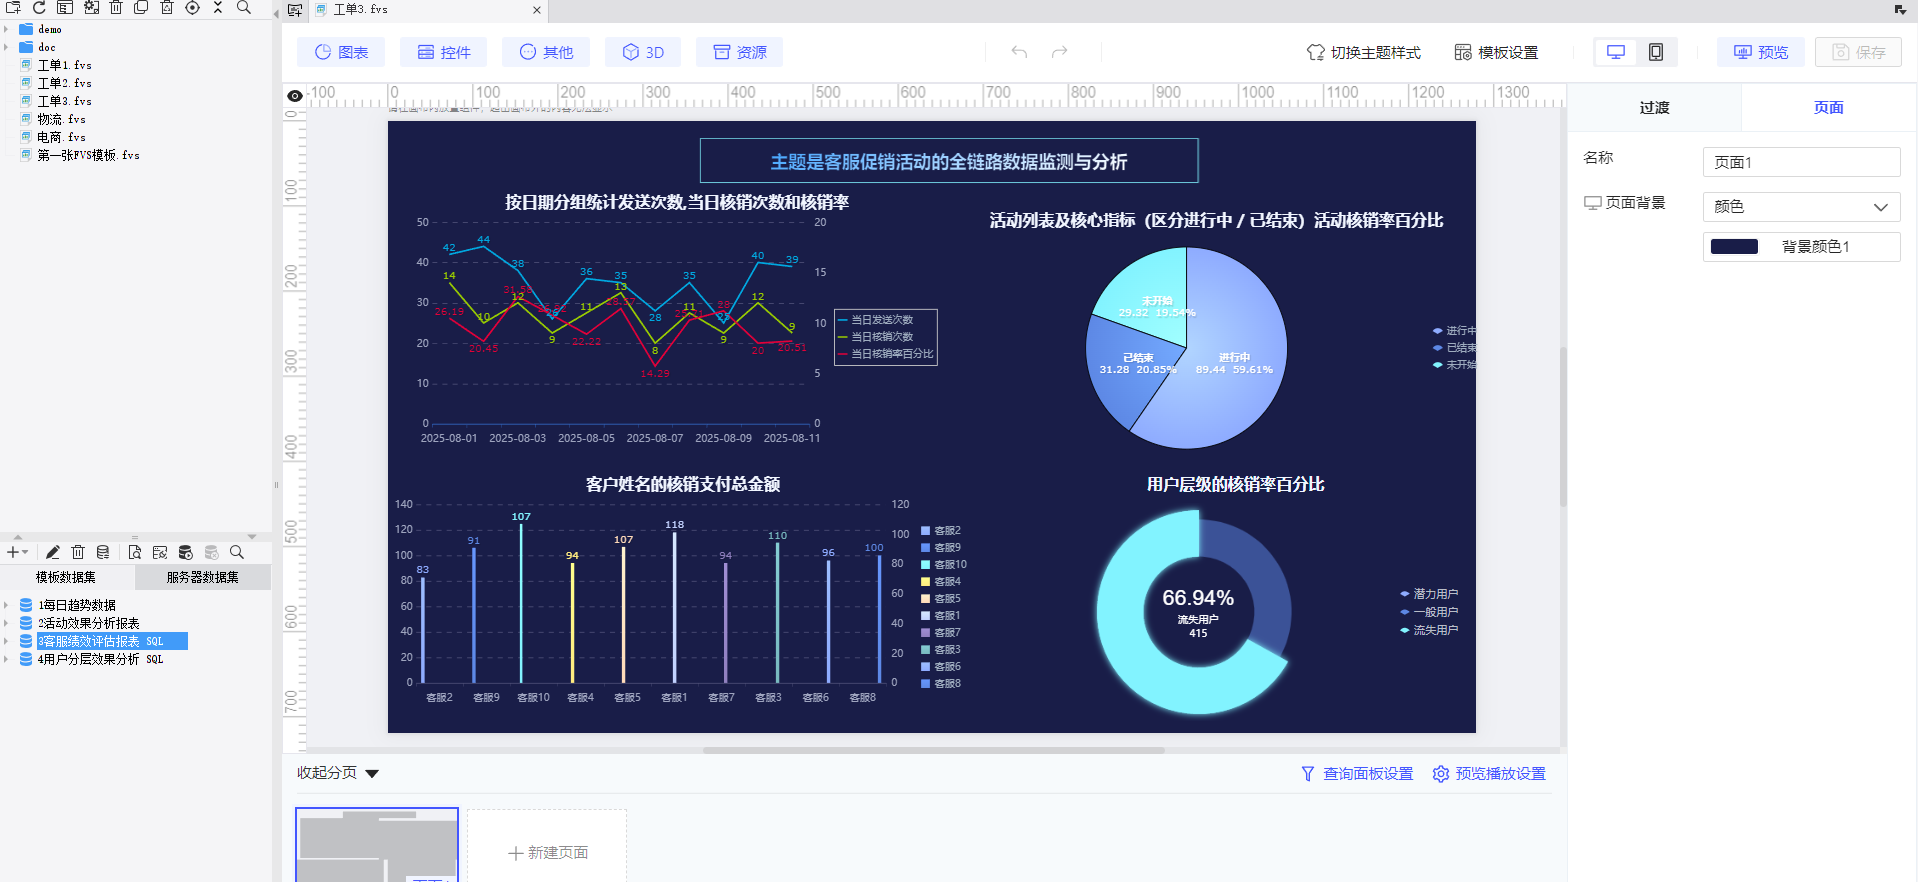 工单3.fvs
demo
doc
工单1.fvs
工单2.fvs
工单3.fvs
物流.fvs
电商.fvs
第一张FVS模板.fvs
模板数据集
服务器数据集
1每日趋势数据
2活动效果分析报表
3客服绩效评估报表 SQL
4用户分层效果分析 SQL
图表
控件
其他
3D
资源
切换主题样式
模板设置
预览
保存
-100 0 100 200 300 400 500 600 700 800 900 1000 1100 1200 1300
0
100
200
300
400
500
600
700
主题是客服促销活动的全链路数据监测与分析
按日期分组统计发送次数,当日核销次数和核销率
50 20
40 15
30 10
20 5
10
0 0
42 44 38 26 36 35 28 35 40 39
14 10 12 9 11 13 8 11 9 12 9
26.19 20.45 22.22 14.29 28 20 20.51
2025-08-01 2025-08-03 2025-08-05 2025-08-07 2025-08-09 2025-08-11
当日发送次数
当日核销次数
当日核销率百分比
活动列表及核心指标（区分进行中 / 已结束）活动核销率百分比
未开始
29.32 19.54%
已结束
31.28 20.85%
进行中
89.44 59.61%
进行中
已结束
未开始
客户姓名的核销支付总金额
140 120
120 100
100 80
80 60
60 40
40 20
20
0 0
83 91 107 94 107 118 94 110 96 100
客服2 客服9 客服10 客服4 客服5 客服1 客服7 客服3 客服6 客服8
客服2
客服9
客服10
客服4
客服5
客服1
客服7
客服3
客服6
客服8
用户层级的核销率百分比
66.94%
流失用户
415
潜力用户
一般用户
流失用户
收起分页
查询面板设置
预览播放设置
新建页面
过渡
页面
名称
页面1
页面背景
颜色
背景颜色1